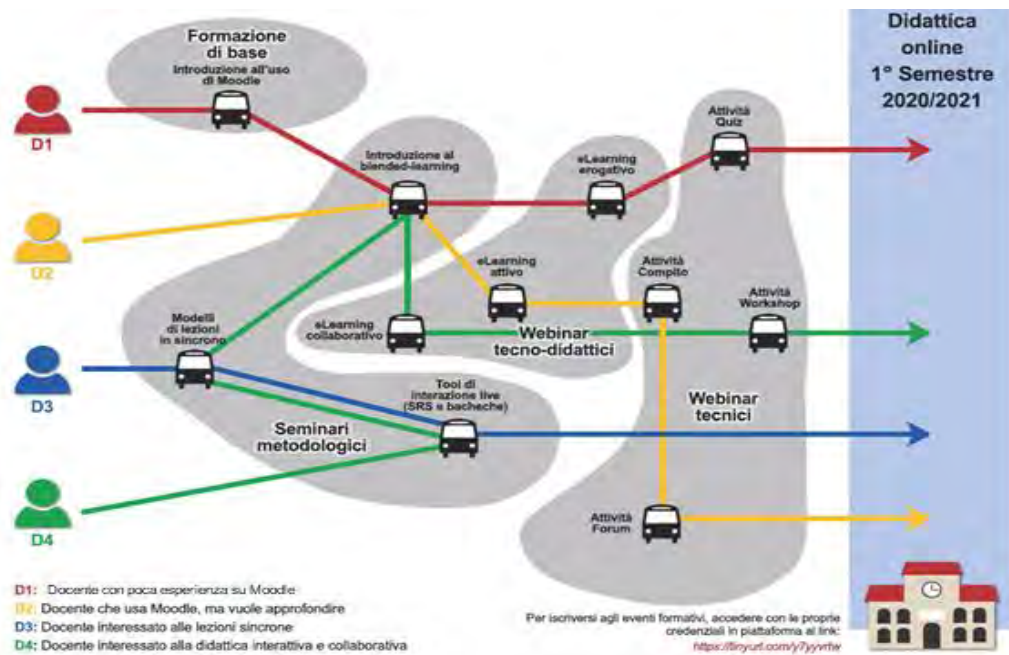 Formazione
di base
Introduzione all'uso
di Moodle
Didattica
online
1° Semestre
2020/2021
D1
Attività
Quiz
Introduzione al
blended-learning
eLearning
erogativo
D2
eLearning
attivo
Attività
Compito
Attività
Workshop
Modelli
di lezioni
in sincrono
eLearning
collaborativo
Webinar
tecno-didattici
D3
Tool di
interazione live
(SRS e bacheche)
Webinar
tecnici
Seminari
metodologici
D4
Attività
Forum
D1: Docente con poca esperienza su Moodle
D2: Docente che usa Moodle, ma vuole approfondire
D3: Docente interessato alle lezioni sincrone
D4: Docente interessato alla didattica interattiva e collaborativa
Per iscriversi agli eventi formativi, accedere con le proprie
credenziali in piattaforma al link: